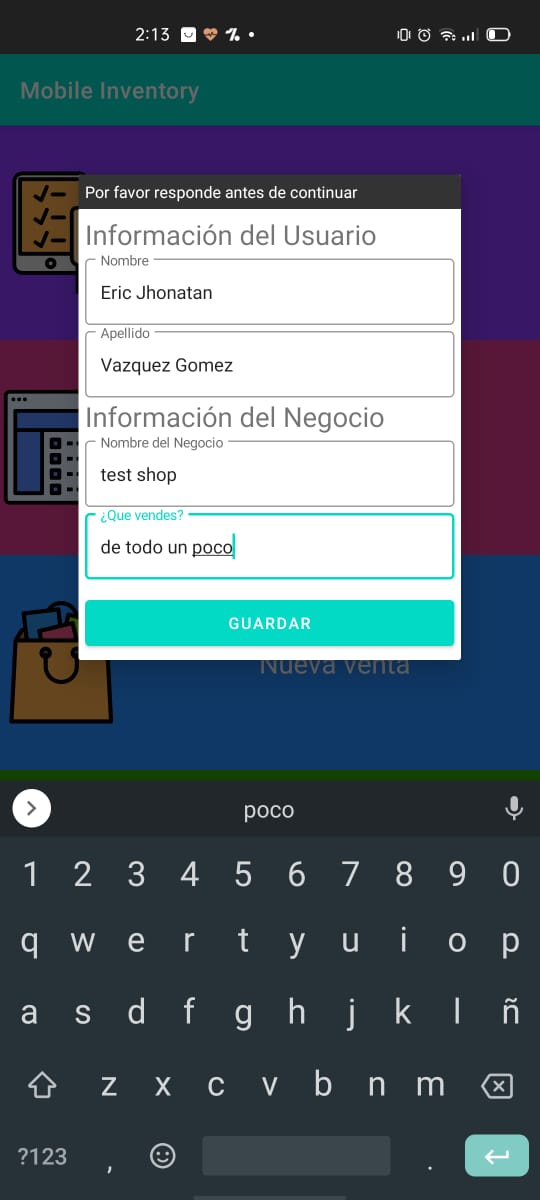 2:13
Mobile Inventory
Por favor responde antes de continuar
Información del Usuario
Nombre
Eric Jhonatan
Apellido
Vazquez Gomez
Información del Negocio
Nombre del Negocio
test shop
¿Que vendes?
de todo un poco
GUARDAR
Nueva venta
poco
1 2 3 4 5 6 7 8 9 0
q w e r t y u i o p
a s d f g h j k l ñ
z x c v b n m
?123 , .